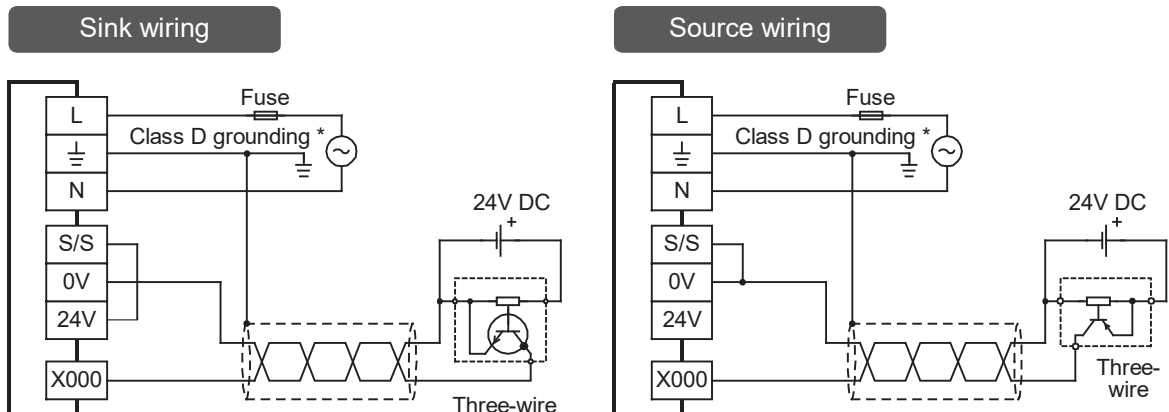 Sink wiring
Source wiring
L
Fuse
Class D grounding *
N
24V DC
+
S/S
0V
24V
X000
Three-wire
L
Fuse
Class D grounding *
N
24V DC
+
S/S
0V
24V
X000
Three-
wire